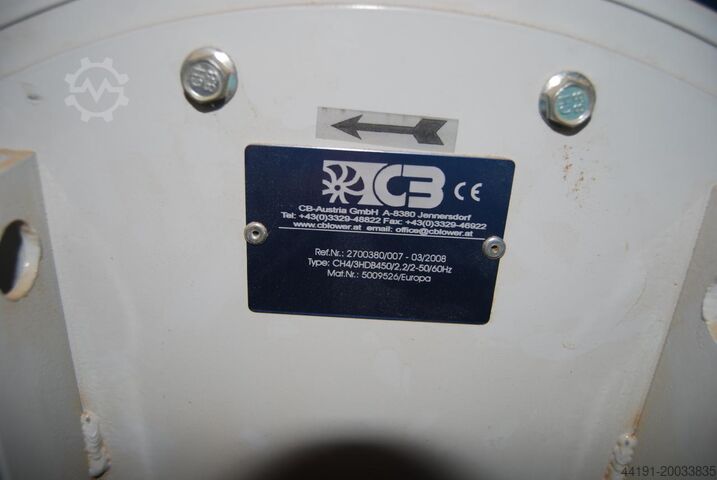 CB CE
CB-Austria GmbH A-8380 Jennersdorf
Tel: +43(0)3329-48822 Fax: +43(0)3329-46922
www.cblower.at email: office@cblower.at
Ref.Nr.: 2700380/007 - 03/2008
Type: CH4/3HDB450/2,2/2-50/60Hz
Mat.Nr.: 5009526/Europa
44191-20033835